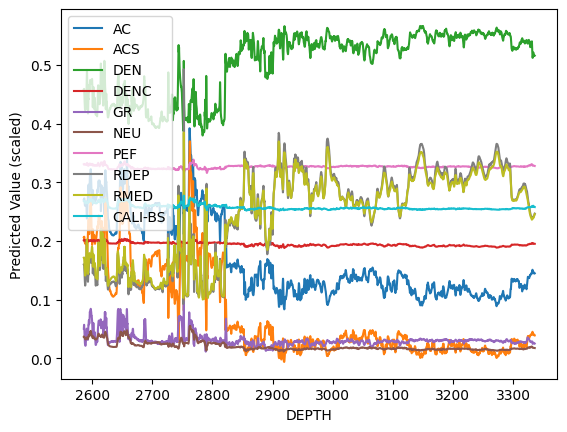 AC
ACS
DEN
DENC
GR
NEU
PEF
RDEP
RMED
CALI-BS
Predicted Value (scaled)
0.5
0.4
0.3
0.2
0.1
0.0
2600 2700 2800 2900 3000 3100 3200 3300
DEPTH